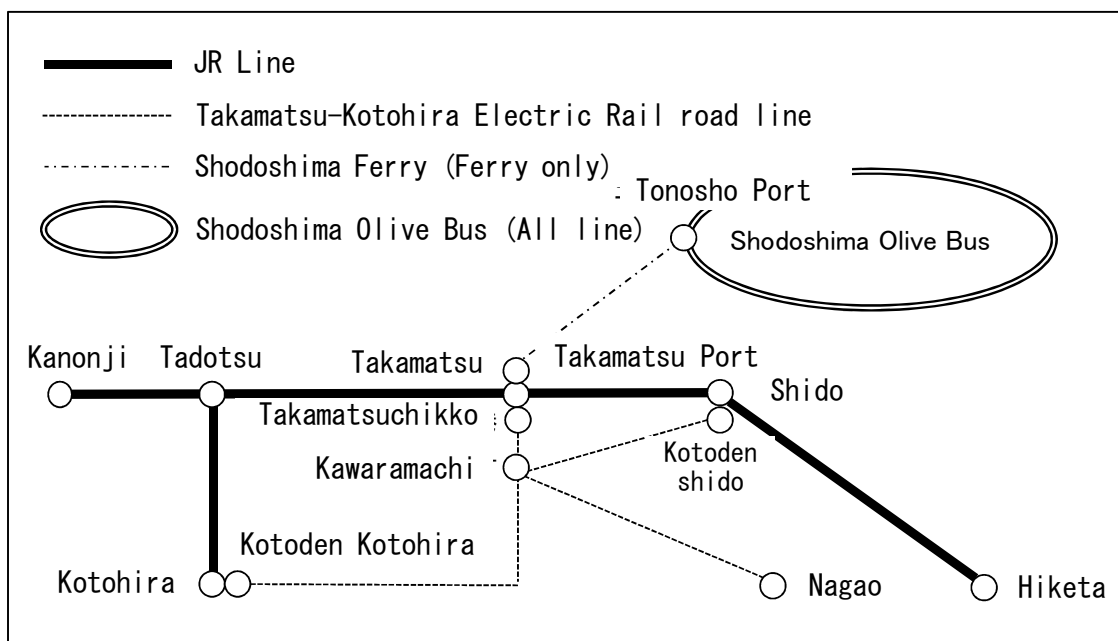 JR Line
Takamatsu-Kotohira Electric Rail road line
Shodoshima Ferry (Ferry only)
Tonosho Port
Shodoshima Olive Bus (All line)
Shodoshima Olive Bus
Kanonji
Tadotsu
Takamatsu
Takamatsu Port
Shido
Takamatsuchikko
Kawaramachi
Kotoden
shido
Kotoden Kotohira
Kotohira
Nagao
Hiketa